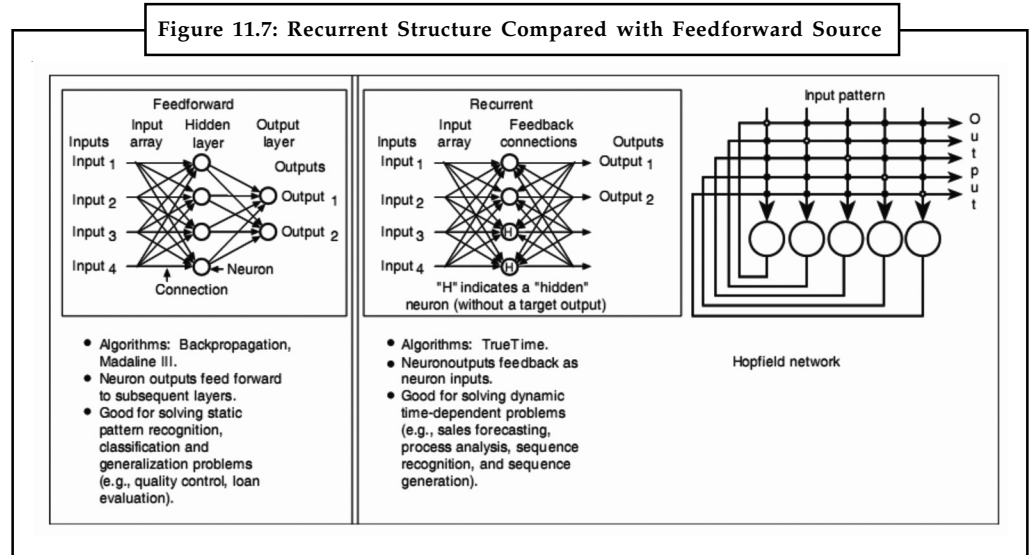 Figure 11.7: Recurrent Structure Compared with Feedforward Source
Feedforward
Input array
Hidden layer
Output layer
Inputs
Outputs
Input 1
Input 2
Input 3
Input 4
Output 1
Output 2
Neuron
Connection
• Algorithms: Backpropagation,
Madaline III.
• Neuron outputs feed forward
to subsequent layers.
• Good for solving static
pattern recognition,
classification and
generalization problems
(e.g., quality control, loan
evaluation).
Recurrent
Input array
Feedback connections
Inputs
Outputs
Input 1
Input 2
Input 3
Input 4
Output 1
Output 2
H
H
"H" indicates a "hidden"
neuron (without a target output)
• Algorithms: TrueTime.
• Neuronoutputs feedback as
neuron inputs.
• Good for solving dynamic
time-dependent problems
(e.g., sales forecasting,
process analysis, sequence
recognition, and sequence
generation).
Input pattern
Output
Hopfield network